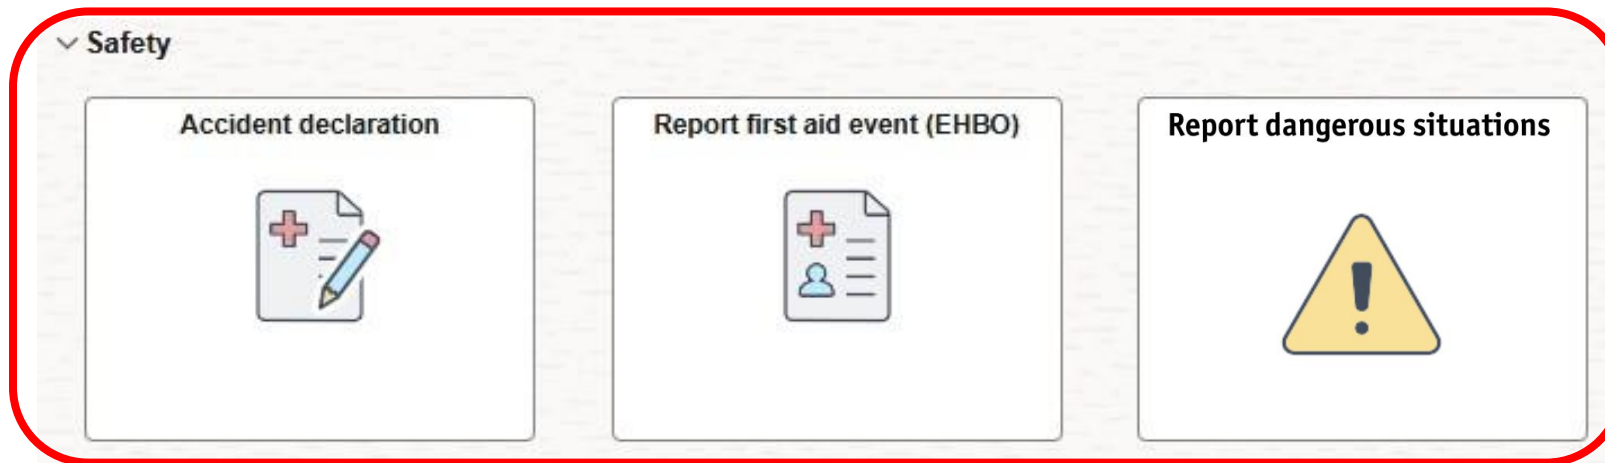 Safety
Accident declaration
Report first aid event (EHBO)
Report dangerous situations